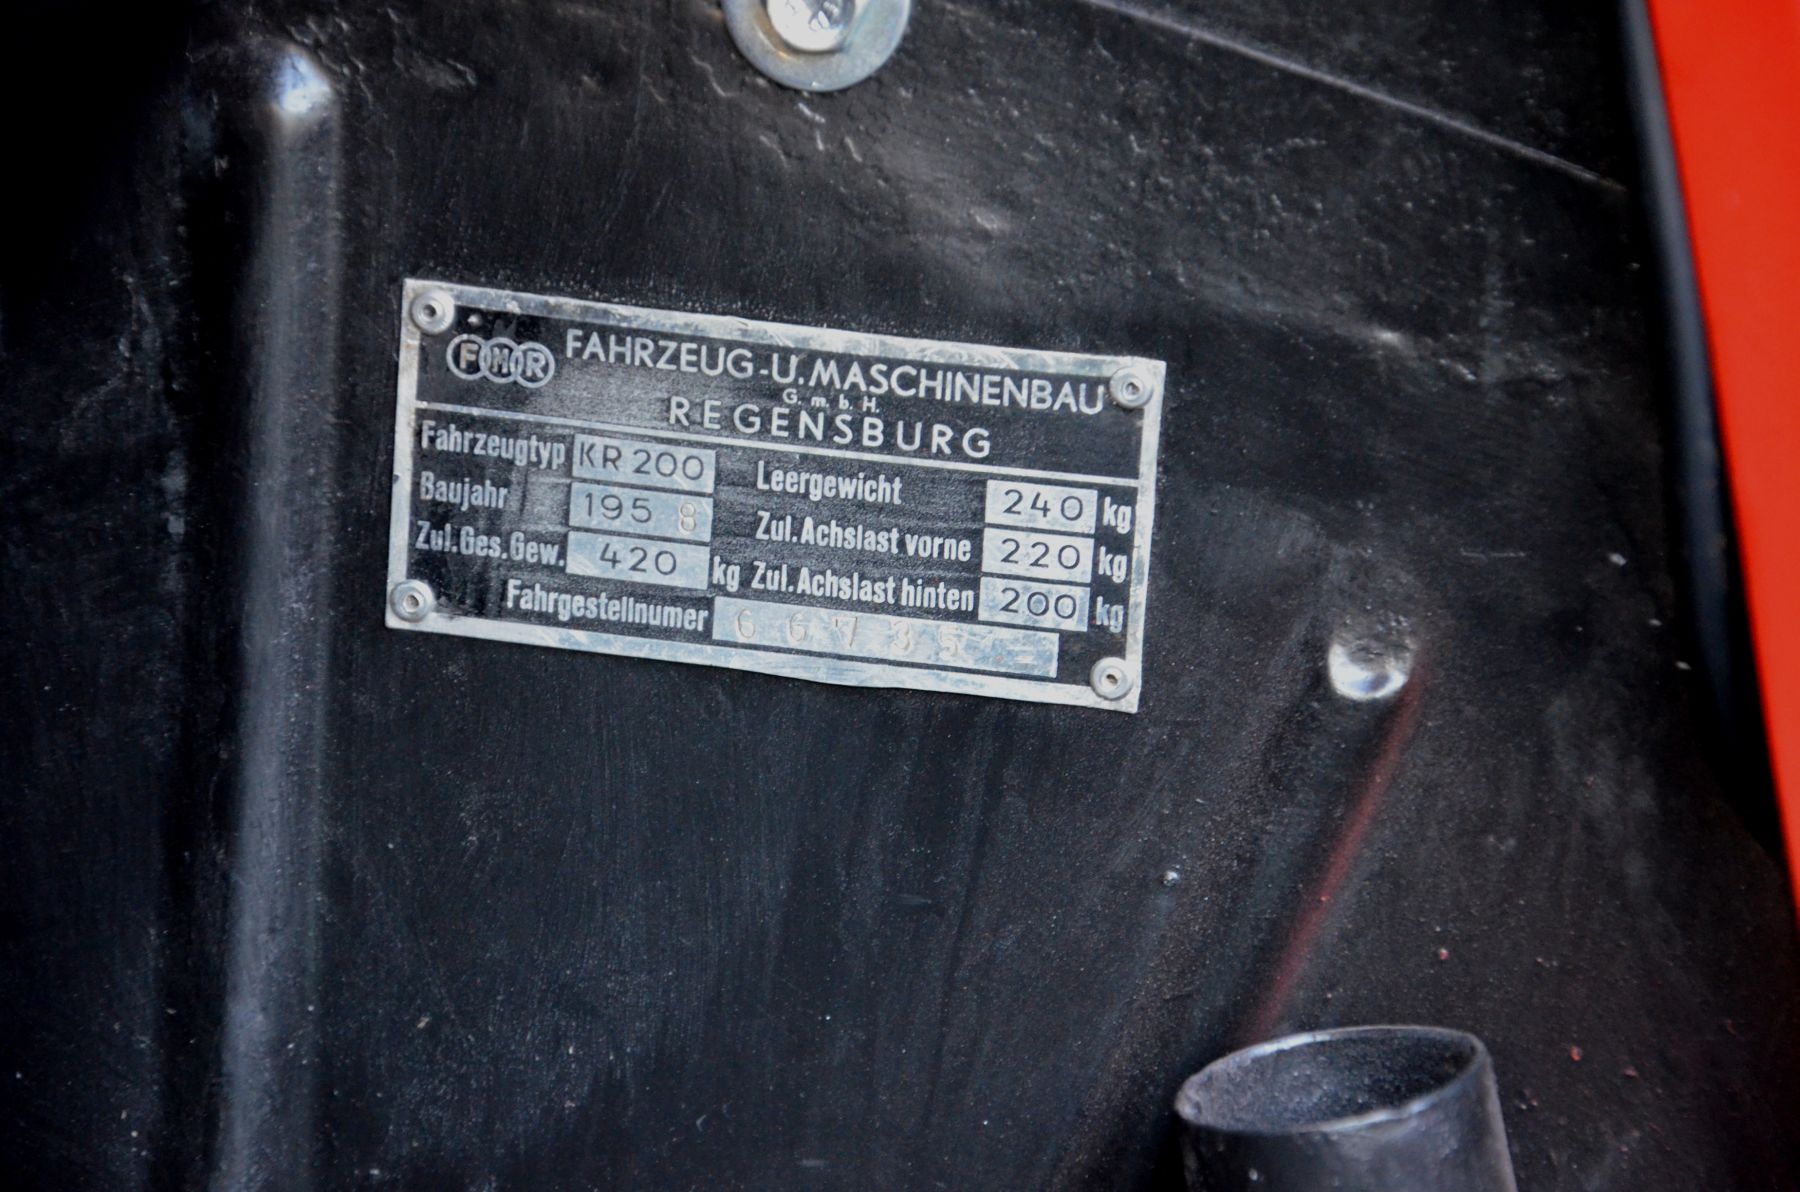 FMR FAHRZEUG-U.MASCHINENBAU
G.m.b.H.
REGENSBURG
Fahrzeugtyp KR 200 Leergewicht 240 kg
Baujahr 195 8 Zul.Achslast vorne 220 kg
Zul.Ges.Gew. 420 kg Zul.Achslast hinten 200 kg
Fahrgestellnumer 66735